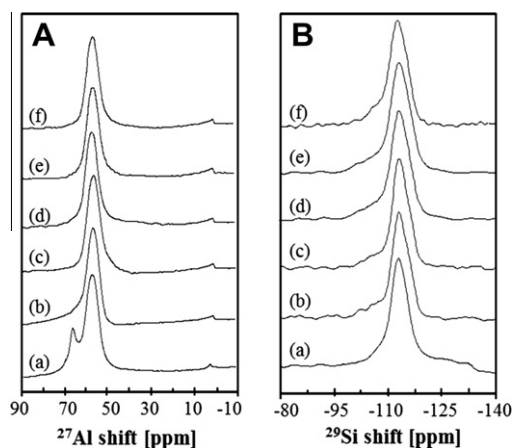 A
B
(f)
(e)
(d)
(c)
(b)
(a)
(f)
(e)
(d)
(c)
(b)
(a)
90 70 50 30 10 -10
-80 -95 -110 -125 -140
²⁷Al shift [ppm]
²⁹Si shift [ppm]